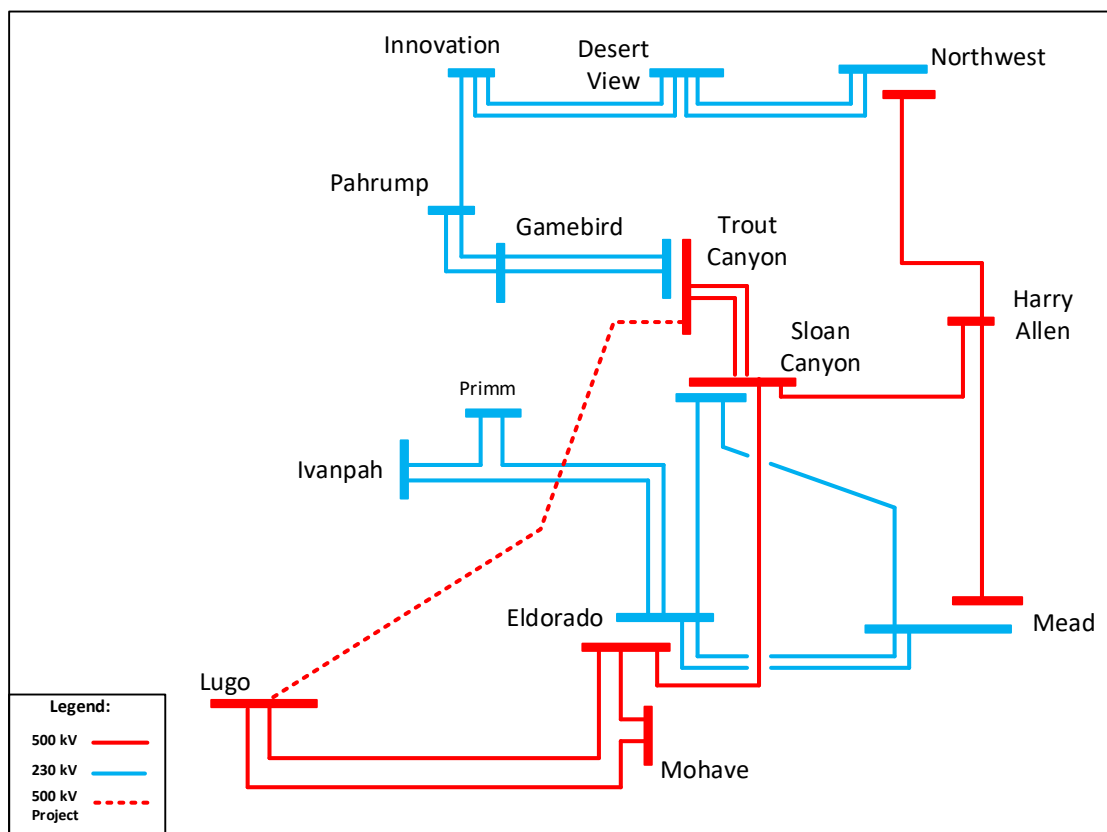 Innovation
Desert
View
Northwest
Pahrump
Gamebird
Trout
Canyon
Harry
Allen
Sloan
Canyon
Primm
Ivanpah
Eldorado
Mead
Lugo
Mohave
Legend:
500 kV
230 kV
500 kV
Project